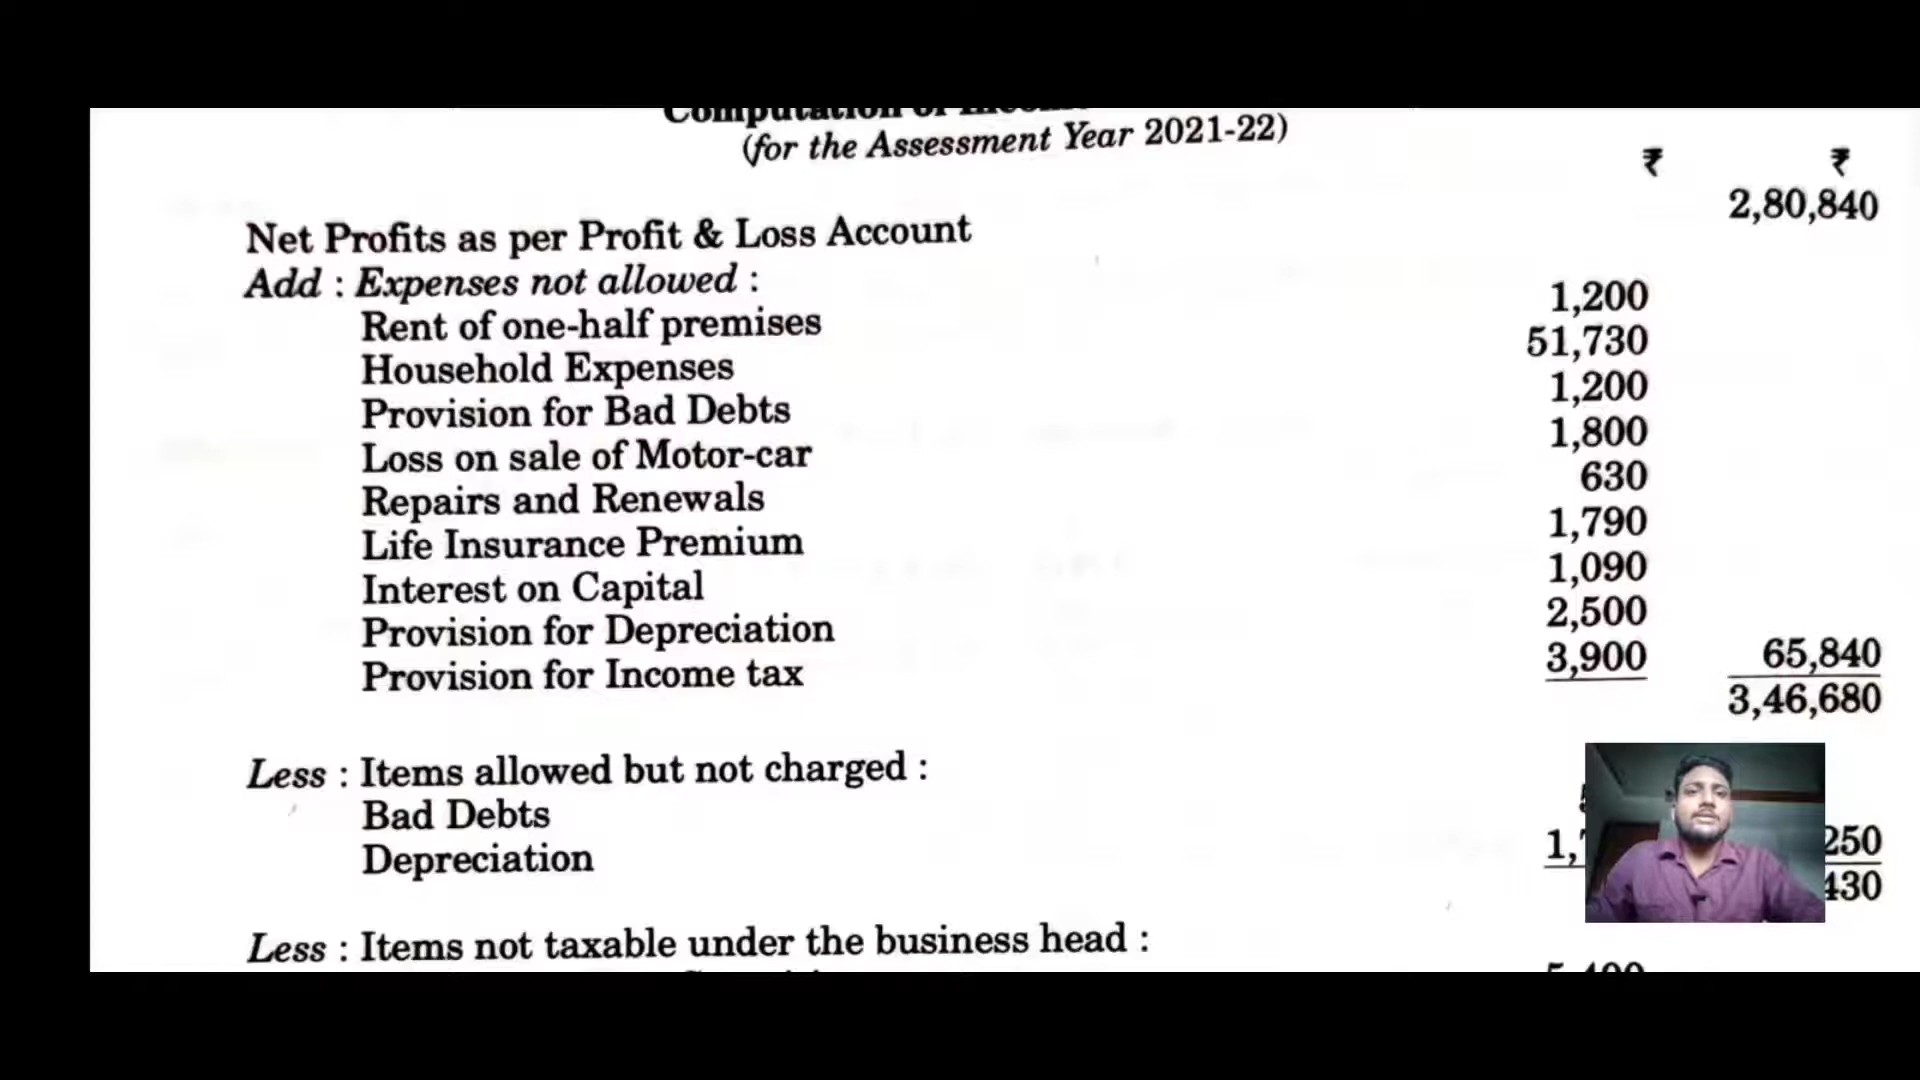 (for the Assessment Year 2021-22)
₹ ₹
Net Profits as per Profit & Loss Account 2,80,840
Add : Expenses not allowed :
Rent of one-half premises 1,200
Household Expenses 51,730
Provision for Bad Debts 1,200
Loss on sale of Motor-car 1,800
Repairs and Renewals 630
Life Insurance Premium 1,790
Interest on Capital 1,090
Provision for Depreciation 2,500
Provision for Income tax 3,900 65,840
3,46,680
Less : Items allowed but not charged :
Bad Debts
Depreciation 250
430
Less : Items not taxable under the business head :